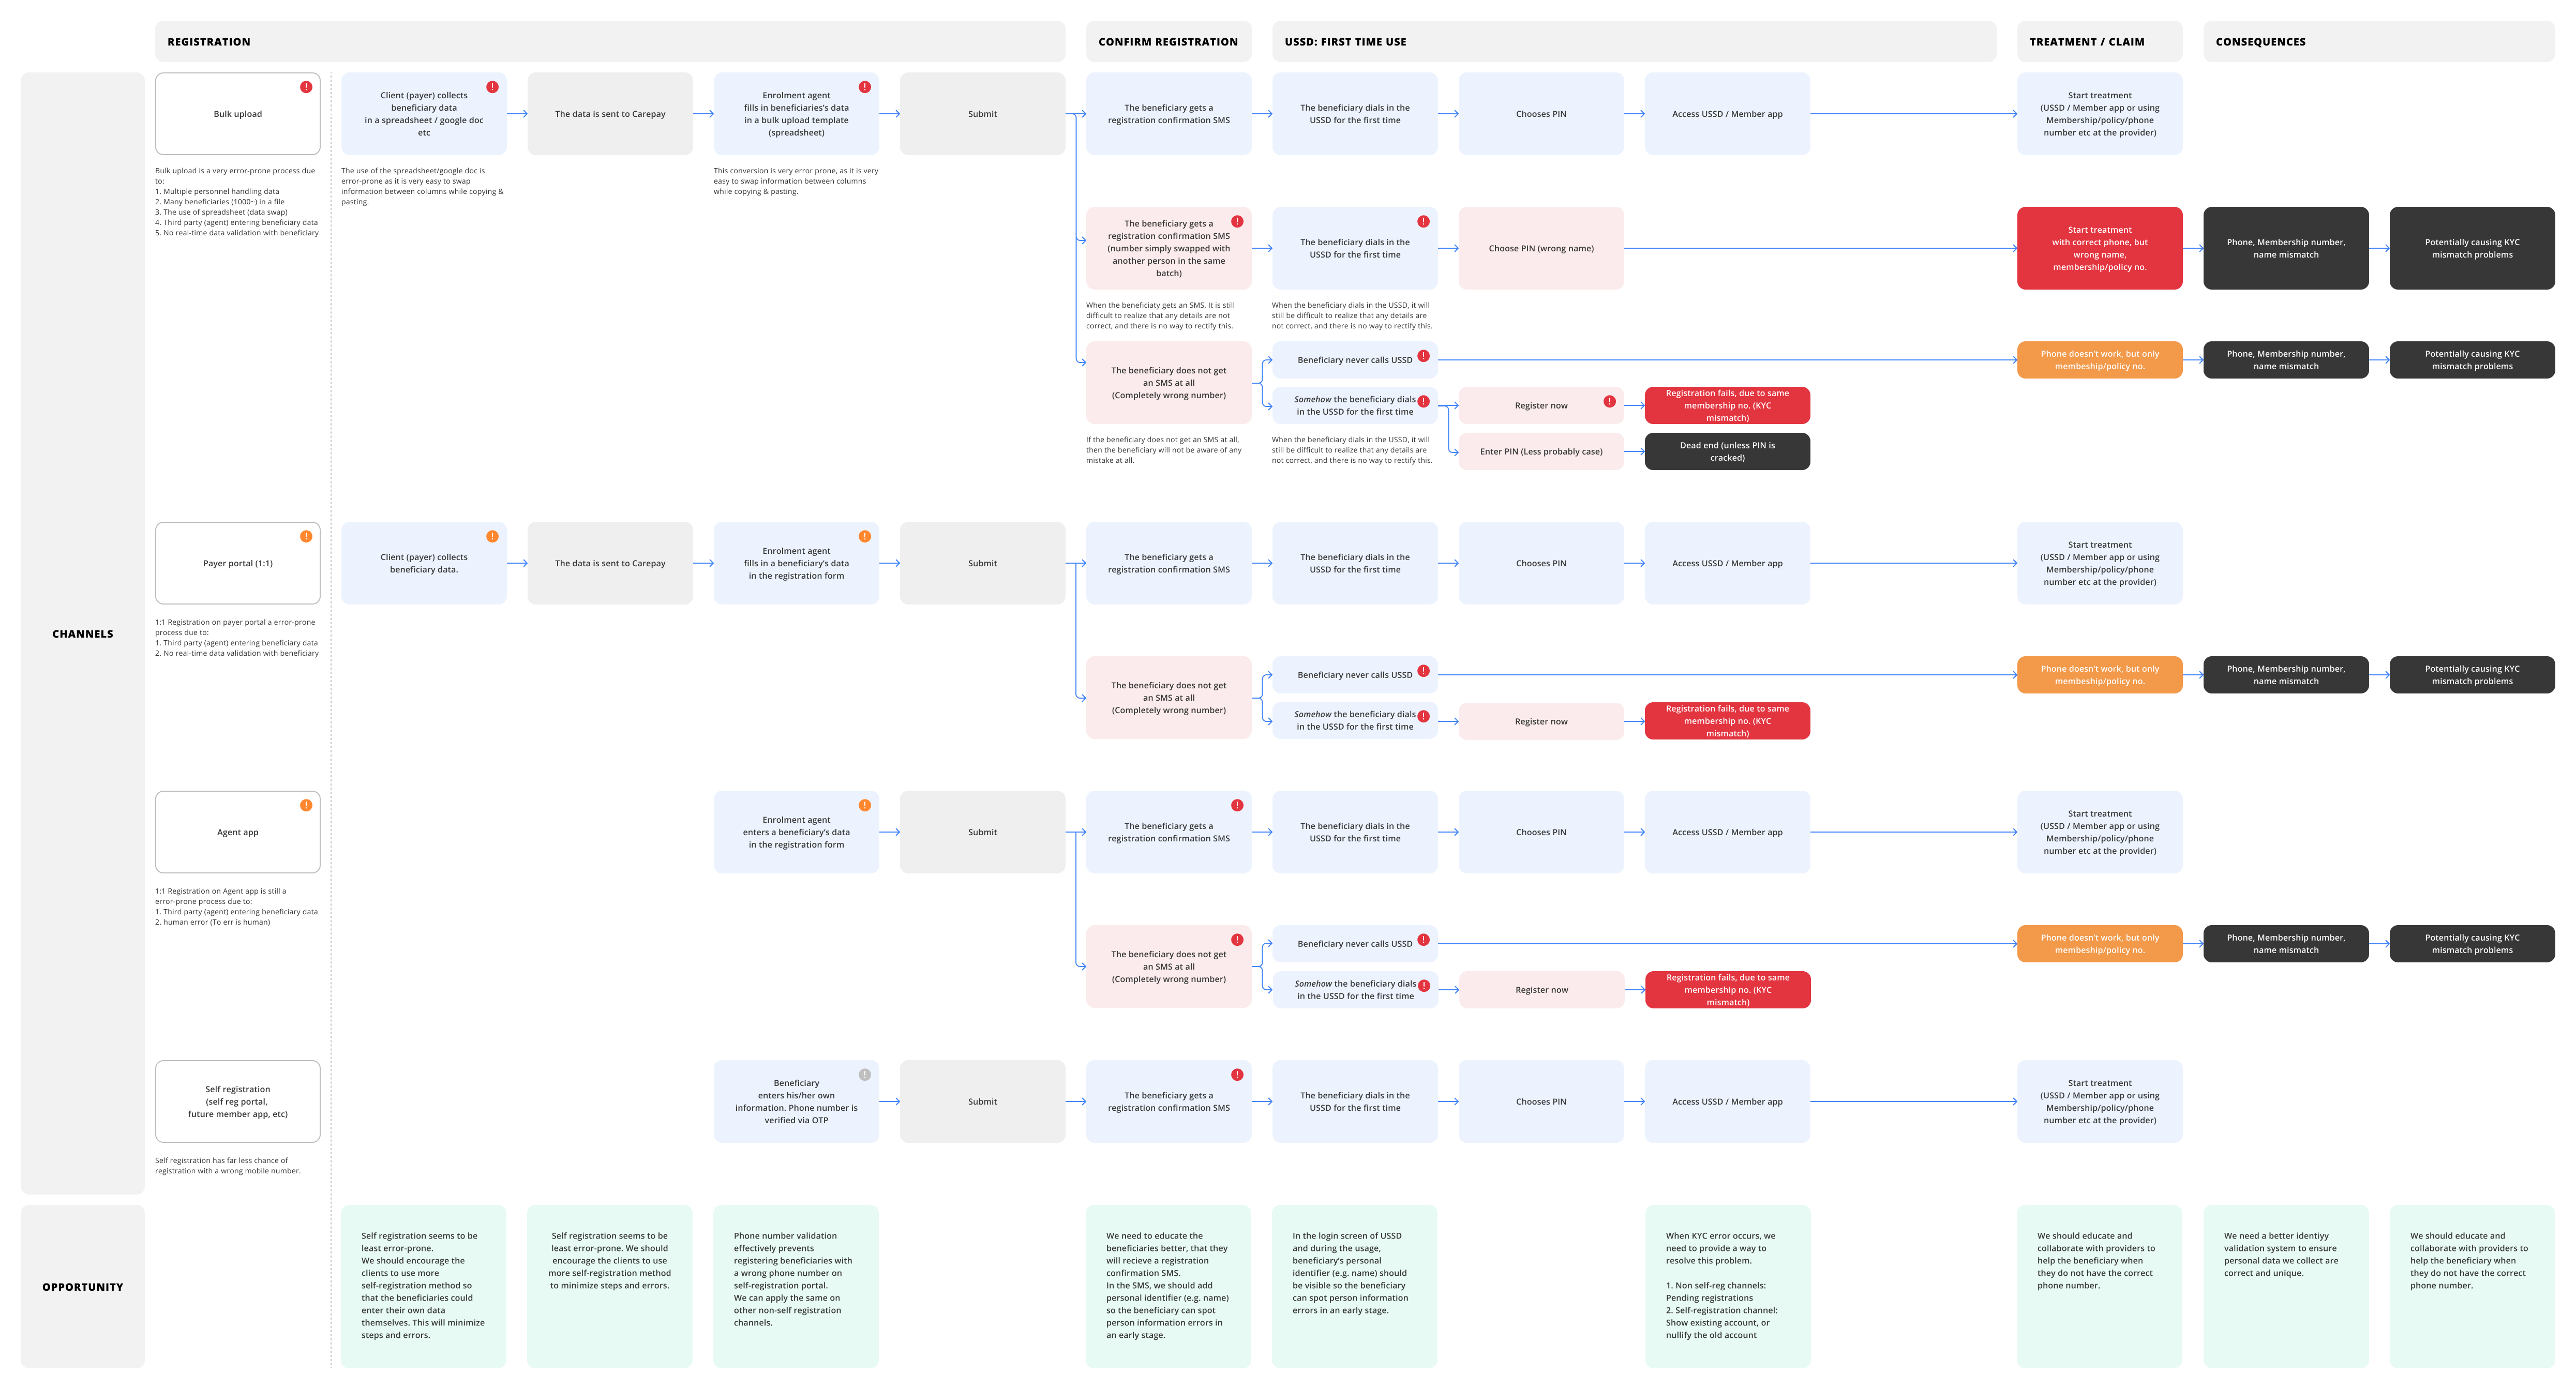 REGISTRATION
CONFIRM REGISTRATION
USSD: FIRST TIME USE
TREATMENT / CLAIM
CONSEQUENCES
CHANNELS
Bulk upload
Bulk upload is a very error-prone process due
to:
1. Multiple personnel handling data
2. Many beneficiaries (1000~) in a file
3. The use of spreadsheet (data swap)
4. Third party (agent) entering beneficiary data
5. No real-time data validation with beneficiary
Client (payer) collects
beneficiary data
in a spreadsheet / google doc
etc
The use of the spreadsheet/google doc is
error-prone as it is very easy to swap
information between columns while copying &
pasting.
The data is sent to Carepay
Enrolment agent
fills in beneficiaries's data
in a bulk upload template
(spreadsheet)
This conversion is very error prone, as it is very
easy to swap information between columns
while copying & pasting.
Submit
The beneficiary gets a
registration confirmation SMS
The beneficiary dials in the
USSD for the first time
Chooses PIN
Access USSD / Member app
Start treatment
(USSD / Member app or using
Membership/policy/phone
number etc at the provider)
The beneficiary gets a
registration confirmation SMS
(number simply swapped with
another person in the same
batch)
When the beneficiaty gets an SMS, It is still
difficult to realize that any details are not
correct, and there is no way to rectify this.
The beneficiary dials in the
USSD for the first time
When the beneficiary dials in the USSD, it will
still be difficult to realize that any details are
not correct, and there is no way to rectify this.
Choose PIN (wrong name)
Start treatment
with correct phone, but
wrong name,
membership/policy no.
Phone, Membership number,
name mismatch
Potentially causing KYC
mismatch problems
The beneficiary does not get
an SMS at all
(Completely wrong number)
If the beneficiary does not get an SMS at all,
then the beneficiary will not be aware of any
mistake at all.
Beneficiary never calls USSD
Phone doesn't work, but only
membeship/policy no.
Phone, Membership number,
name mismatch
Potentially causing KYC
mismatch problems
Somehow the beneficiary dials
in the USSD for the first time
When the beneficiary dials in the USSD, it will
still be difficult to realize that any details are
not correct, and there is no way to rectify this.
Register now
Registration fails, due to same
membership no. (KYC
mismatch)
Enter PIN (Less probably case)
Dead end (unless PIN is
cracked)
Payer portal (1:1)
1:1 Registration on payer portal a error-prone
process due to:
1. Third party (agent) entering beneficiary data
2. No real-time data validation with beneficiary
Client (payer) collects
beneficiary data.
The data is sent to Carepay
Enrolment agent
fills in a beneficiary's data
in the registration form
Submit
The beneficiary gets a
registration confirmation SMS
The beneficiary dials in the
USSD for the first time
Chooses PIN
Access USSD / Member app
Start treatment
(USSD / Member app or using
Membership/policy/phone
number etc at the provider)
The beneficiary does not get
an SMS at all
(Completely wrong number)
Beneficiary never calls USSD
Phone doesn't work, but only
membeship/policy no.
Phone, Membership number,
name mismatch
Potentially causing KYC
mismatch problems
Somehow the beneficiary dials
in the USSD for the first time
Register now
Registration fails, due to same
membership no. (KYC
mismatch)
Agent app
1:1 Registration on Agent app is still a
error-prone process due to:
1. Third party (agent) entering beneficiary data
2. human error (To err is human)
Enrolment agent
enters a beneficiary's data
in the registration form
Submit
The beneficiary gets a
registration confirmation SMS
The beneficiary dials in the
USSD for the first time
Chooses PIN
Access USSD / Member app
Start treatment
(USSD / Member app or using
Membership/policy/phone
number etc at the provider)
The beneficiary does not get
an SMS at all
(Completely wrong number)
Beneficiary never calls USSD
Phone doesn't work, but only
membeship/policy no.
Phone, Membership number,
name mismatch
Potentially causing KYC
mismatch problems
Somehow the beneficiary dials
in the USSD for the first time
Register now
Registration fails, due to same
membership no. (KYC
mismatch)
Self registration
(self reg portal,
future member app, etc)
Self registration has far less chance of
registration with a wrong mobile number.
Beneficiary
enters his/her own
information. Phone number is
verified via OTP
Submit
The beneficiary gets a
registration confirmation SMS
The beneficiary dials in the
USSD for the first time
Chooses PIN
Access USSD / Member app
Start treatment
(USSD / Member app or using
Membership/policy/phone
number etc at the provider)
OPPORTUNITY
Self registration seems to be
least error-prone.
We should encourage the
clients to use more
self-registration method so
that the beneficiaries could
enter their own data
themselves. This will minimize
steps and errors.
Self registration seems to be
least error-prone. We should
encourage the clients to use
more self-registration method
to minimize steps and errors.
Phone number validation
effectively prevents
registering beneficiaries with
a wrong phone number on
self-registration portal.
We can apply the same on
other non-self registration
channels.
We need to educate the
beneficiaries better, that they
will recieve a registration
confirmation SMS.
In the SMS, we should add
personal identifier (e.g. name)
so the beneficiary can spot
person information errors in
an early stage.
In the login screen of USSD
and during the usage,
beneficiary's personal
identifier (e.g. name) should
be visible so the beneficiary
can spot person information
errors in an early stage.
When KYC error occurs, we
need to provide a way to
resolve this problem.
1. Non self-reg channels:
Pending registrations
2. Self-registration channel:
Show existing account, or
nullify the old account
We should educate and
collaborate with providers to
help the beneficiary when
they do not have the correct
phone number.
We need a better identiyy
validation system to ensure
personal data we collect are
correct and unique.
We should educate and
collaborate with providers to
help the beneficiary when
they do not have the correct
phone number.